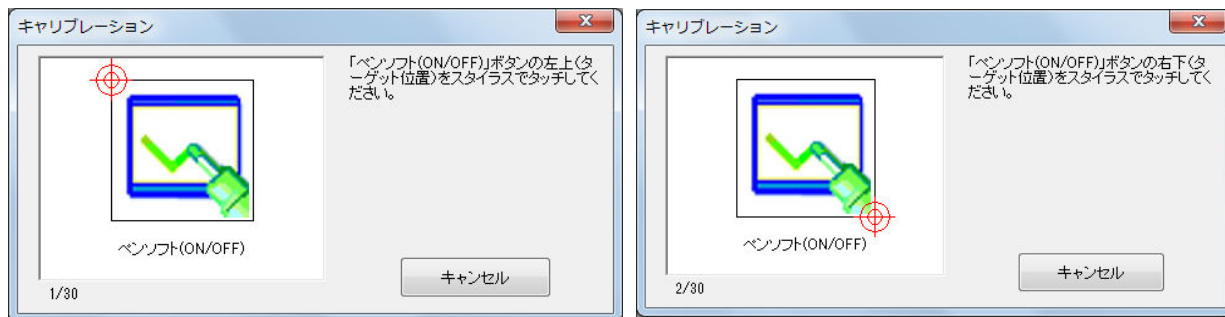 キャリブレーション
「ペンソフト(ON/OFF)」ボタンの左上(タ
ーゲット位置)をスタイラスでタッチしてく
ださい。
ペンソフト(ON/OFF)
キャンセル
1/30
キャリブレーション
「ペンソフト(ON/OFF)」ボタンの右下(タ
ーゲット位置)をスタイラスでタッチしてく
ださい。
ペンソフト(ON/OFF)
キャンセル
2/30